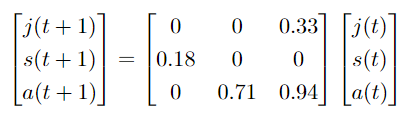 j(t + 1) 0 0 0.33 j(t)
s(t + 1) = 0.18 0 0 s(t)
a(t + 1) 0 0.71 0.94 a(t)